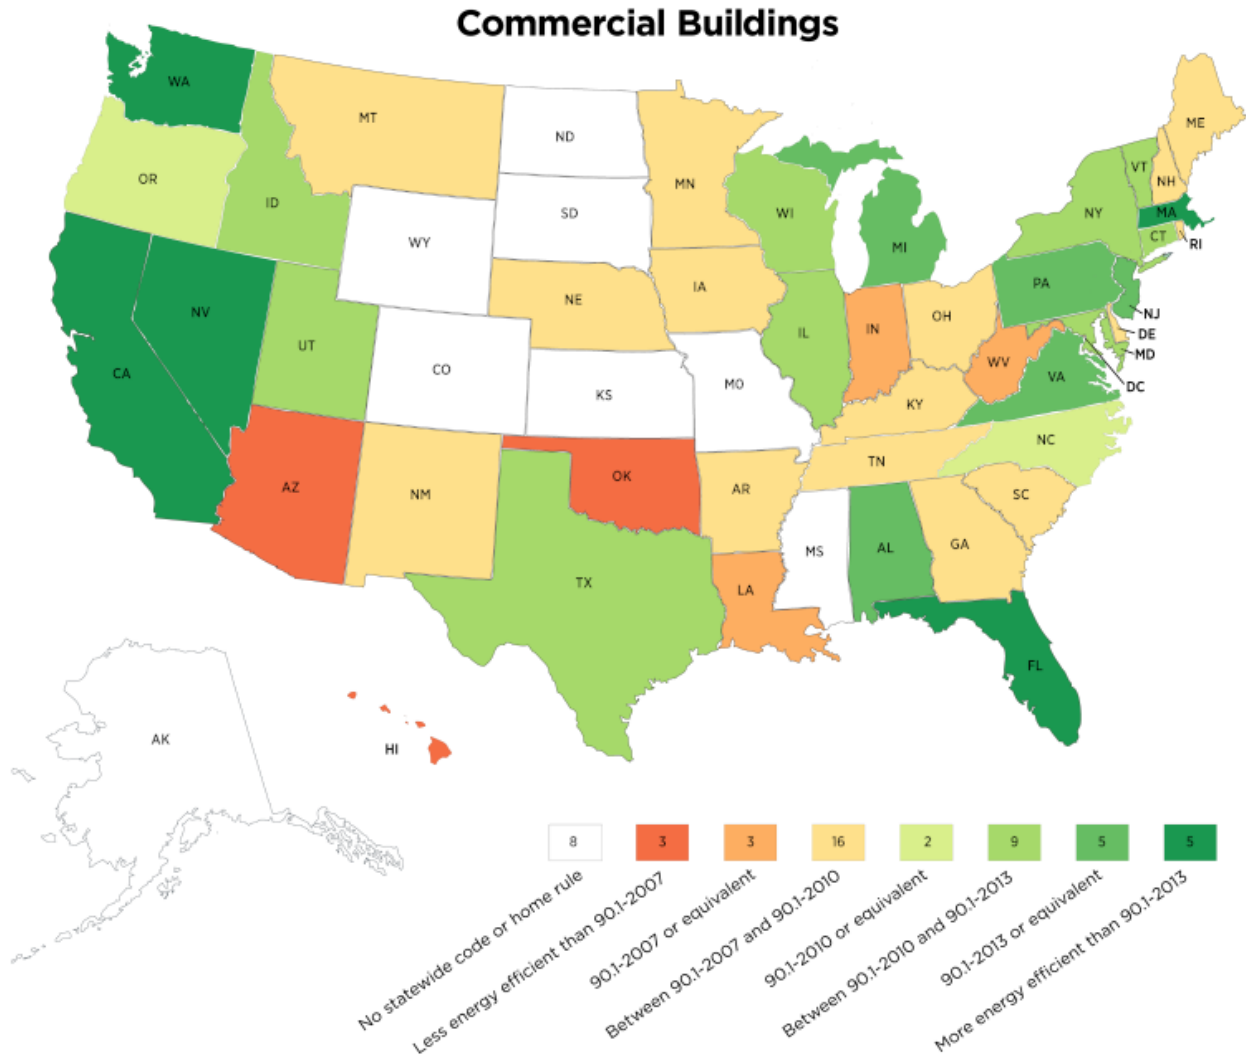 Commercial Buildings
WA
MT
ND
MN
ME
OR
ID
SD
WI
MI
NY
VT
NH
MA
CT
RI
WY
NE
IA
PA
NJ
NV
UT
IL
IN
OH
DE
MD
CA
CO
KS
MO
WV
VA
DC
KY
NC
AZ
NM
OK
AR
TN
SC
TX
LA
MS
AL
GA
FL
AK
HI
8
3
3
16
2
9
5
5
No statewide code or home rule
Less energy efficient than 90.1-2007
90.1-2007 or equivalent
Between 90.1-2007 and 90.1-2010
90.1-2010 or equivalent
Between 90.1-2010 and 90.1-2013
90.1-2013 or equivalent
More energy efficient than 90.1-2013